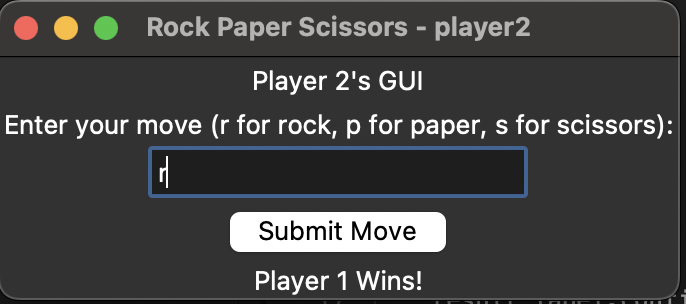 Rock Paper Scissors - player2
Player 2's GUI
Enter your move (r for rock, p for paper, s for scissors):
r
Submit Move
Player 1 Wins!